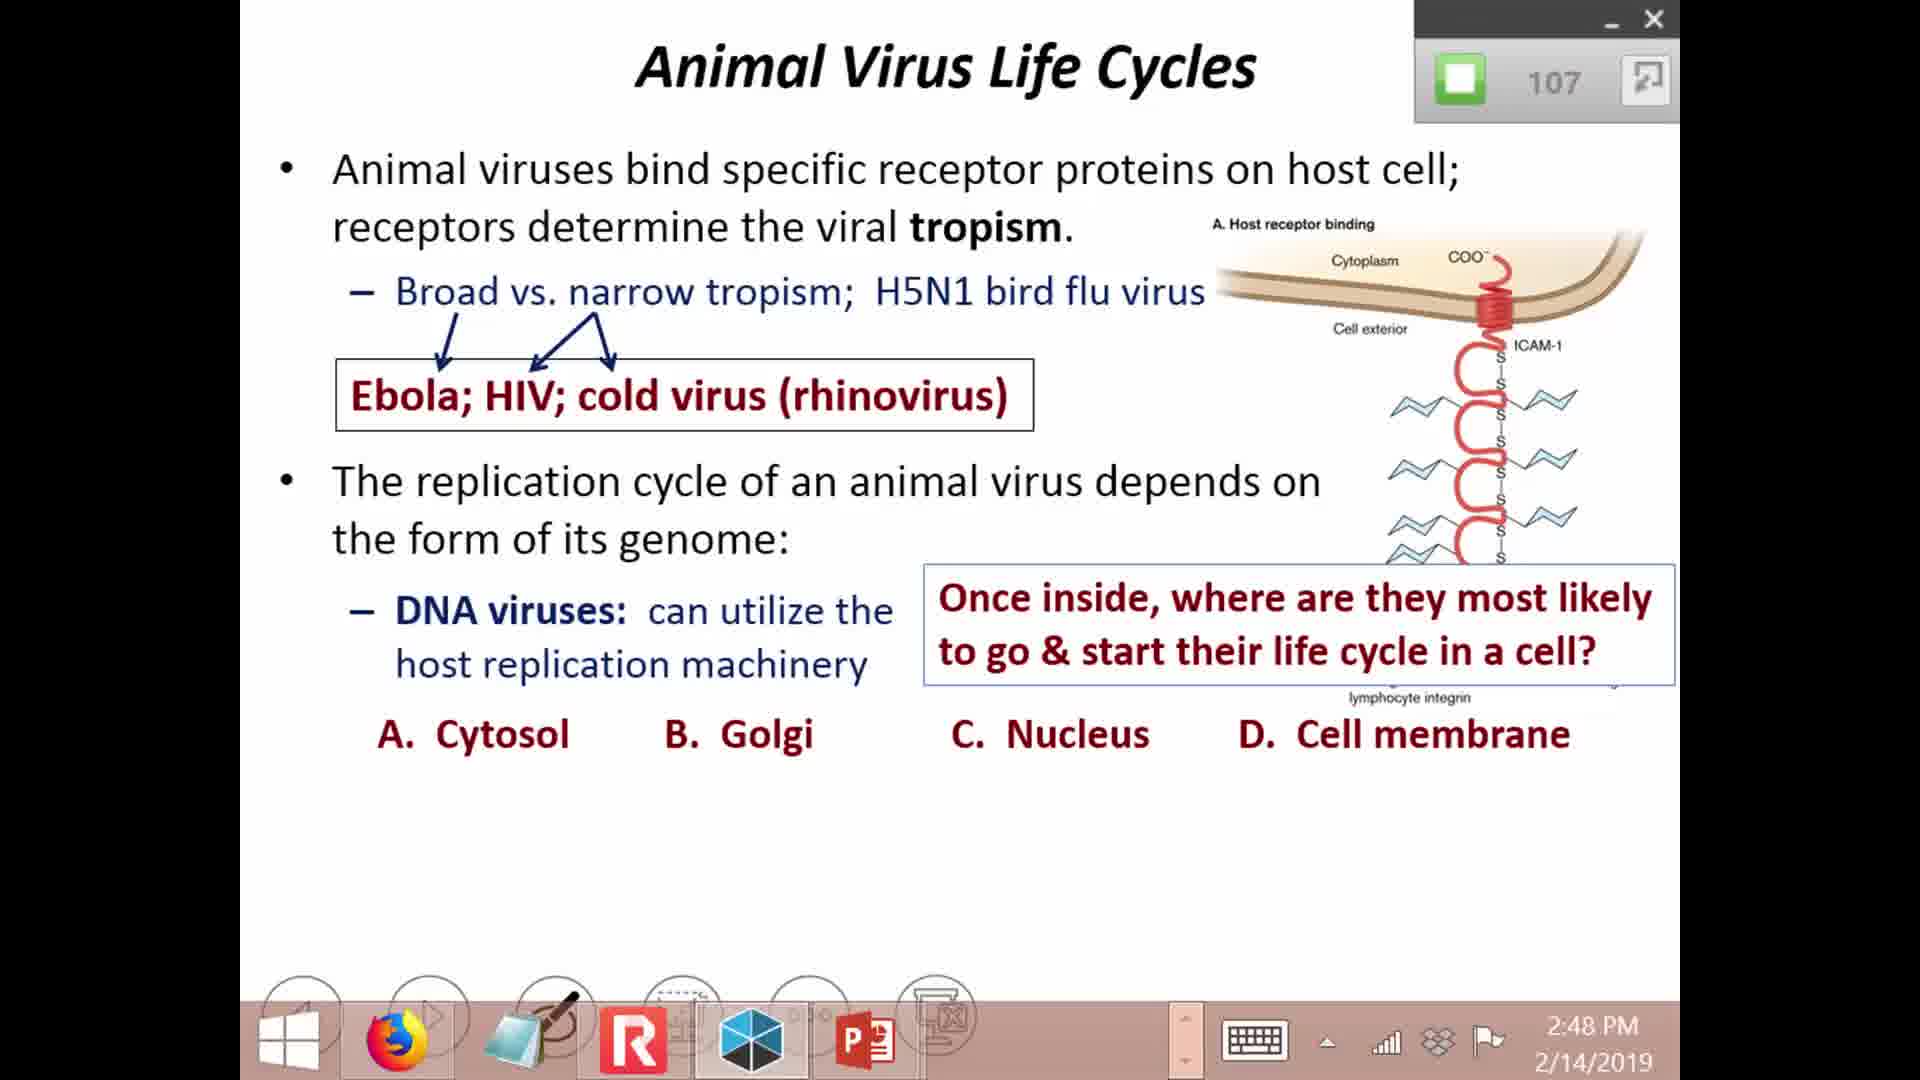 Animal Virus Life Cycles
107
• Animal viruses bind specific receptor proteins on host cell;
receptors determine the viral tropism.
– Broad vs. narrow tropism; H5N1 bird flu virus
Ebola; HIV; cold virus (rhinovirus)
A. Host receptor binding
Cytoplasm
COO⁻
Cell exterior
ICAM-1
S
S
S
S
S
S
S
S
• The replication cycle of an animal virus depends on
the form of its genome:
– DNA viruses: can utilize the
host replication machinery
Once inside, where are they most likely
to go & start their life cycle in a cell?
lymphocyte integrin
A. Cytosol B. Golgi C. Nucleus D. Cell membrane
2:48 PM
2/14/2019